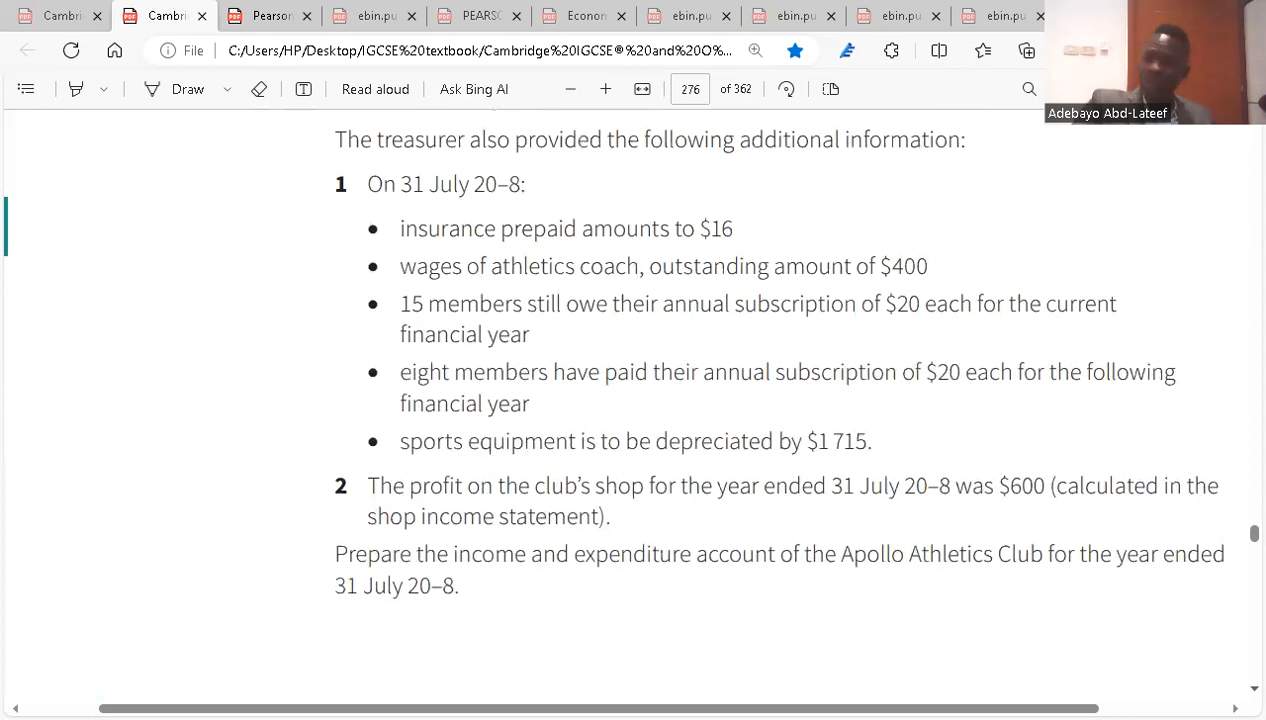 Cambri
Cambri
Pearsor
ebin.pu
PEARSC
Econor
ebin.pu
ebin.pu
ebin.pu
ebin.pu
File
C:/Users/HP/Desktop/IGCSE%20textbook/Cambridge%20IGCSE®%20and%20O%...
Draw
Read aloud
Ask Bing AI
276
of 362
Adebayo Abd-Lateef
The treasurer also provided the following additional information:
1 On 31 July 20–8:
• insurance prepaid amounts to $16
• wages of athletics coach, outstanding amount of $400
• 15 members still owe their annual subscription of $20 each for the current
financial year
• eight members have paid their annual subscription of $20 each for the following
financial year
• sports equipment is to be depreciated by $1 715.
2 The profit on the club's shop for the year ended 31 July 20–8 was $600 (calculated in the
shop income statement).
Prepare the income and expenditure account of the Apollo Athletics Club for the year ended
31 July 20–8.